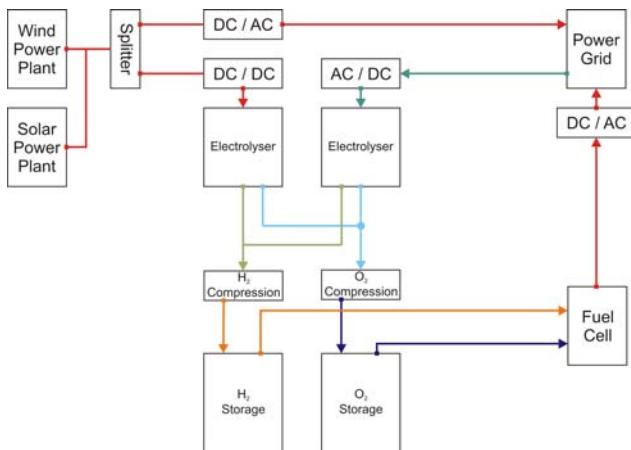 Wind
Power
Plant
Splitter
DC / AC
Power
Grid
DC / DC
AC / DC
Solar
Power
Plant
Electrolyser
Electrolyser
DC / AC
H₂
Compression
O₂
Compression
Fuel
Cell
H₂
Storage
O₂
Storage